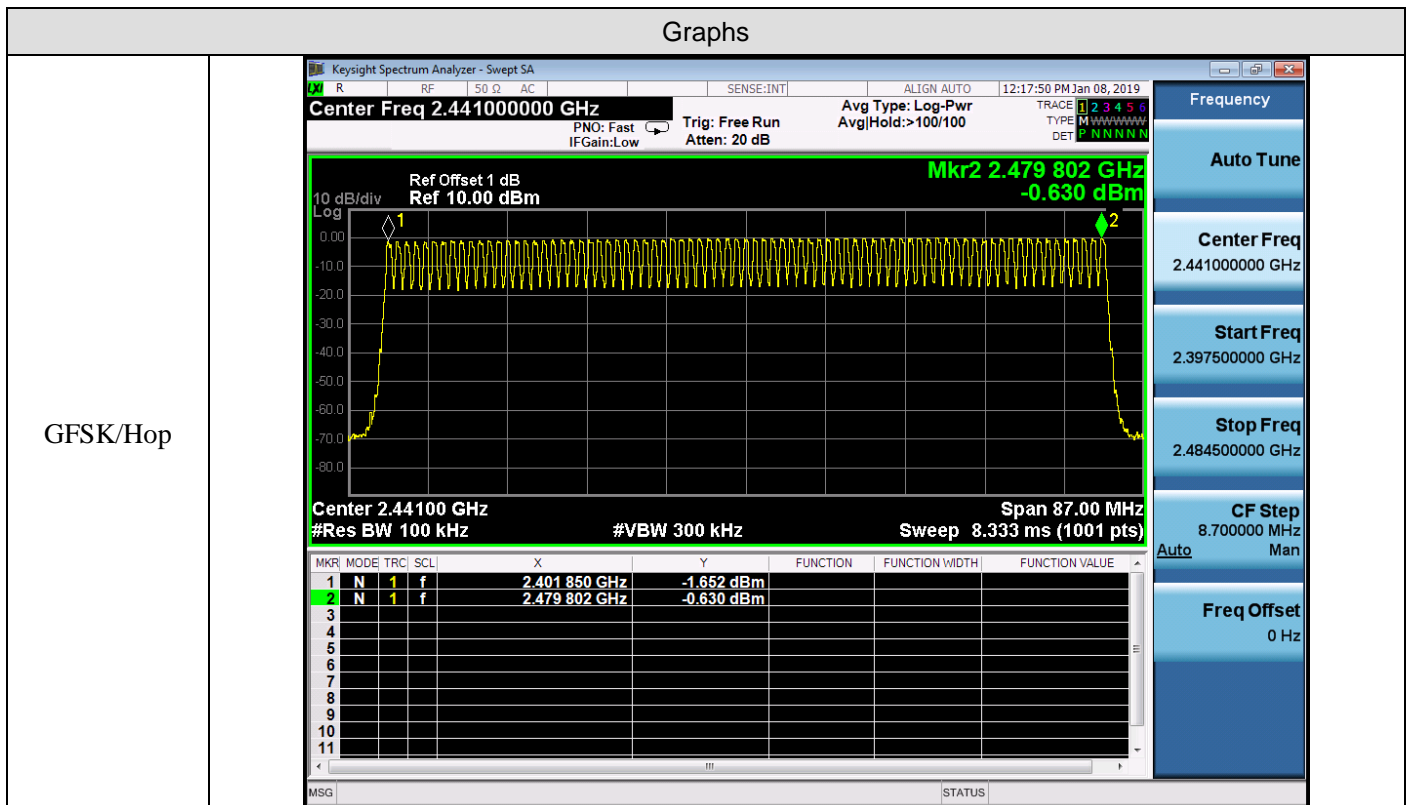 Graphs
GFSK/Hop
Keysight Spectrum Analyzer - Swept SA
LXI R RF 50 Ω AC SENSE:INT ALIGN AUTO 12:17:50 PM Jan 08, 2019
Center Freq 2.441000000 GHz
PNO: Fast
IFGain:Low
Trig: Free Run
Atten: 20 dB
Avg Type: Log-Pwr
Avg|Hold:>100/100
TRACE 1 2 3 4 5 6
TYPE M WWWWW
DET P N N N N N
Mkr2 2.479 802 GHz
-0.630 dBm
10 dB/div
Log
Ref Offset 1 dB
Ref 10.00 dBm
1
2
0.00
-10.0
-20.0
-30.0
-40.0
-50.0
-60.0
-70.0
-80.0
Center 2.44100 GHz
Span 87.00 MHz
#Res BW 100 kHz
#VBW 300 kHz
Sweep 8.333 ms (1001 pts)
MKR MODE TRC SCL X Y FUNCTION FUNCTION WIDTH FUNCTION VALUE
1 N 1 f 2.401 850 GHz -1.652 dBm
2 N 1 f 2.479 802 GHz -0.630 dBm
3
4
5
6
7
8
9
10
11
MSG
STATUS
Frequency
Auto Tune
Center Freq
2.441000000 GHz
Start Freq
2.397500000 GHz
Stop Freq
2.484500000 GHz
CF Step
8.700000 MHz
Auto Man
Freq Offset
0 Hz